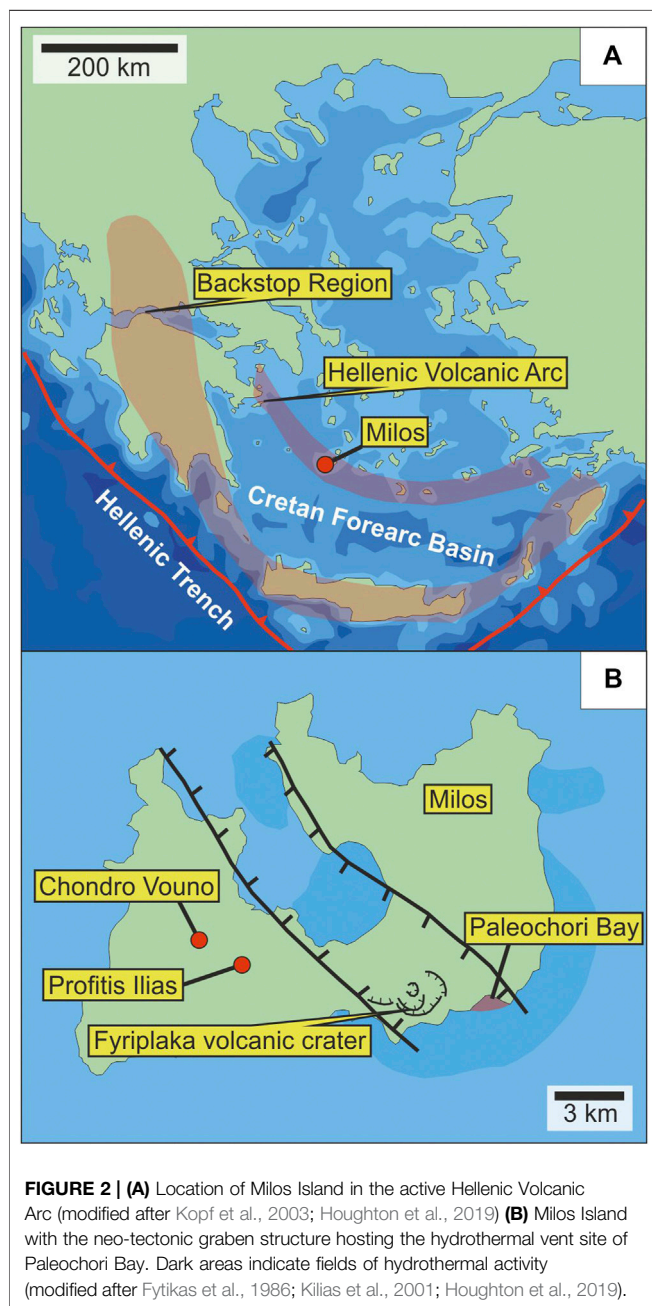 200 km
A
Backstop Region
Hellenic Volcanic Arc
Milos
Cretan Forearc Basin
Hellenic Trench
B
Milos
Chondro Vouno
Paleochori Bay
Profitis Ilias
Fyriplaka volcanic crater
3 km
FIGURE 2 | (A) Location of Milos Island in the active Hellenic Volcanic
Arc (modified after Kopf et al., 2003; Houghton et al., 2019) (B) Milos Island
with the neo-tectonic graben structure hosting the hydrothermal vent site of
Paleochori Bay. Dark areas indicate fields of hydrothermal activity
(modified after Fytikas et al., 1986; Kilias et al., 2001; Houghton et al., 2019).